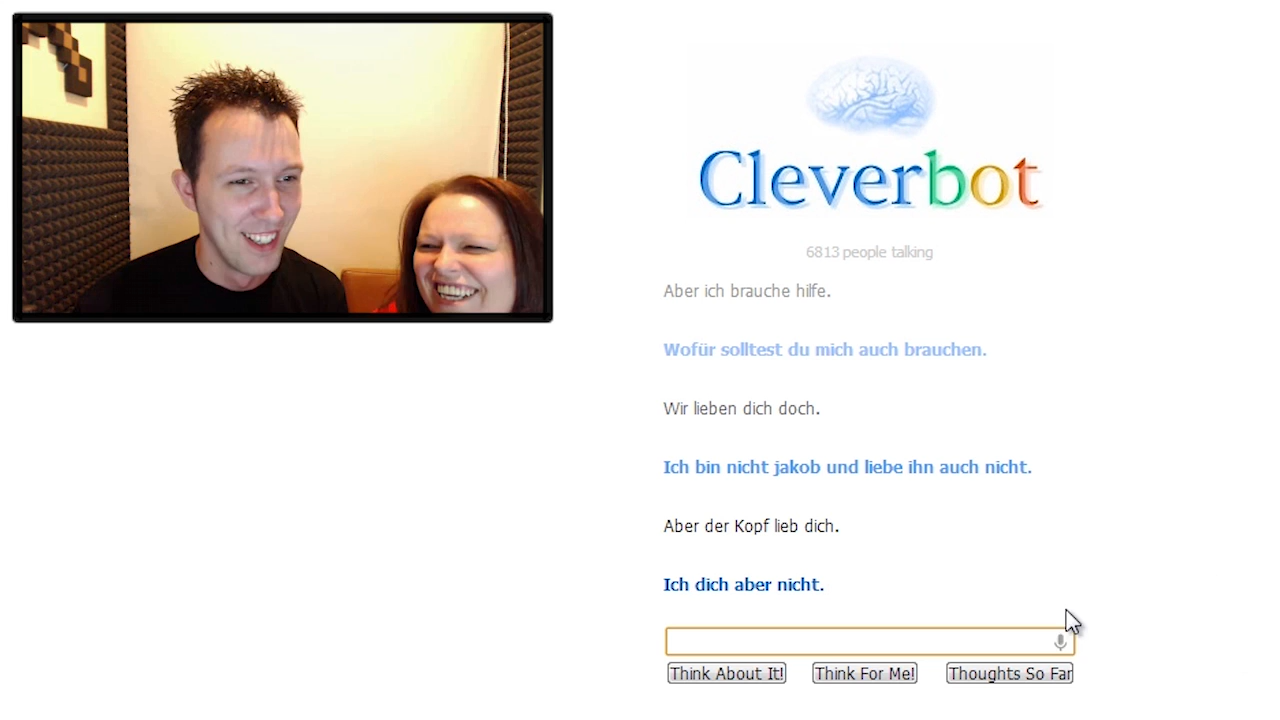 Cleverbot
6813 people talking
Aber ich brauche hilfe.
Wofür solltest du mich auch brauchen.
Wir lieben dich doch.
Ich bin nicht jakob und liebe ihn auch nicht.
Aber der Kopf lieb dich.
Ich dich aber nicht.
Think About It! Think For Me! Thoughts So Far